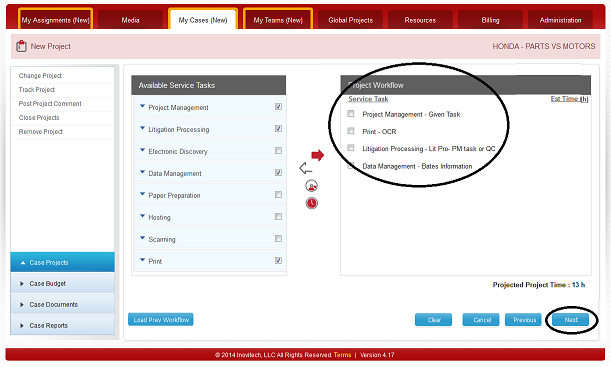 My Assignments (New) Media My Cases (New) My Teams (New) Global Projects Resources Billing Administration
New Project HONDA - PARTS VS MOTORS
Change Project
Track Project
Post Project Comment
Close Projects
Remove Project
Case Projects
Case Budget
Case Documents
Case Reports
Available Service Tasks
Project Management
Litigation Processing
Electronic Discovery
Data Management
Paper Preparation
Hosting
Scanning
Print
Project Workflow
Service Task Est Time (h)
Project Management - Given Task
Print - OCR
Litigation Processing - Lit Pro- PM task or QC
Data Management - Bates Information
Projected Project Time : 13 h
Load Prev Workflow Clear Cancel Previous Next
© 2014 Inovitech, LLC All Rights Reserved. Terms | Version 4.17